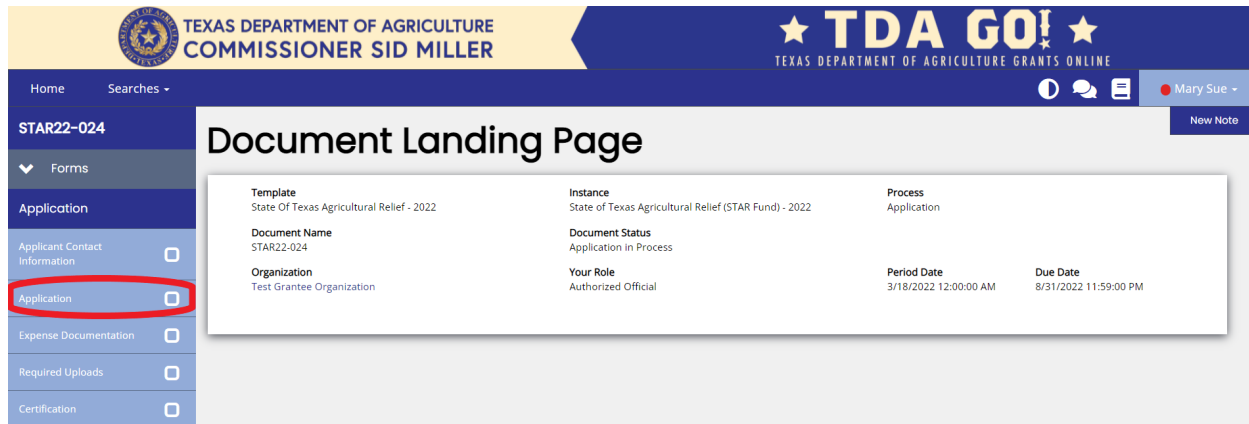 TEXAS DEPARTMENT OF AGRICULTURE
COMMISSIONER SID MILLER
★ TDA GO! ★
TEXAS DEPARTMENT OF AGRICULTURE GRANTS ONLINE
Home Searches
Mary Sue
New Note
STAR22-024
Forms
Application
Applicant Contact
Information
Application
Expense Documentation
Required Uploads
Certification
Document Landing Page
Template Instance Process
State Of Texas Agricultural Relief - 2022 State of Texas Agricultural Relief (STAR Fund) - 2022 Application
Document Name Document Status
STAR22-024 Application in Process
Organization Your Role Period Date Due Date
Test Grantee Organization Authorized Official 3/18/2022 12:00:00 AM 8/31/2022 11:59:00 PM